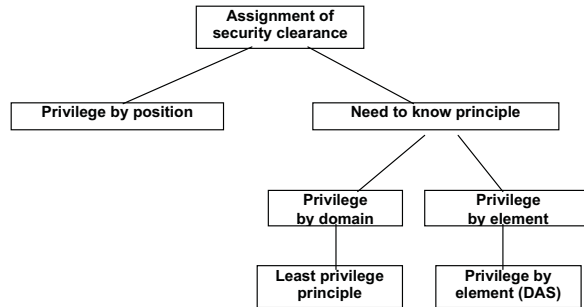 Assignment of
security clearance
Privilege by position
Need to know principle
Privilege
by domain
Privilege
by element
Least privilege
principle
Privilege by
element (DAS)